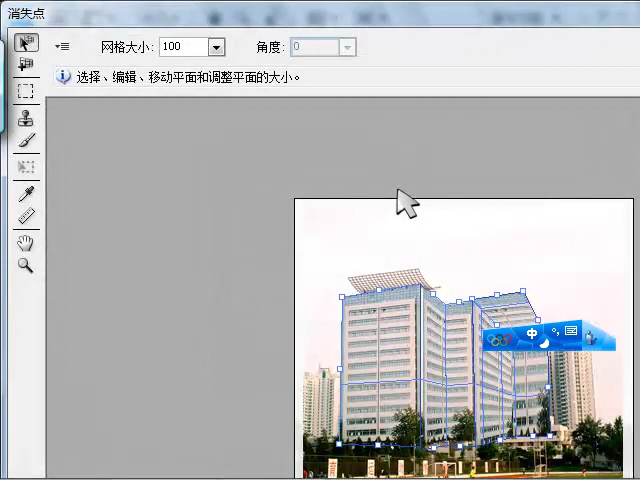 消失点
网格大小: 100 角度: 0
选择、编辑、移动平面和调整平面的大小。
中